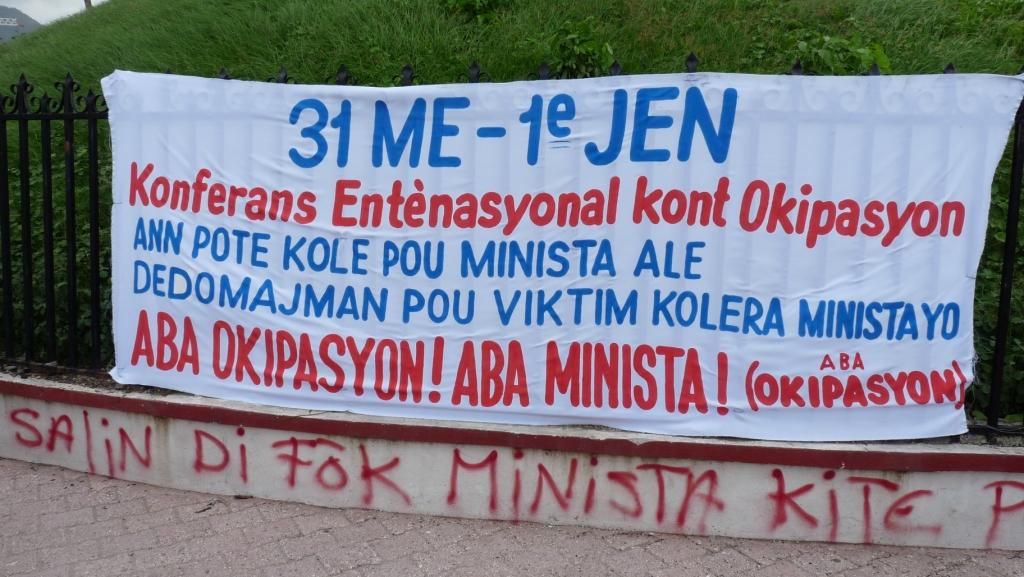 31 ME - 1e JEN
Konferans Entènasyonal kont Okipasyon
ANN POTE KOLE POU MINISTA ALE
DEDOMAJMAN POU VIKTIM KOLERA MINISTA YO
ABA OKIPASYON! ABA MINISTA! (ABA OKIPASYON)
SALIN DI FÒK MINISTA KITE P